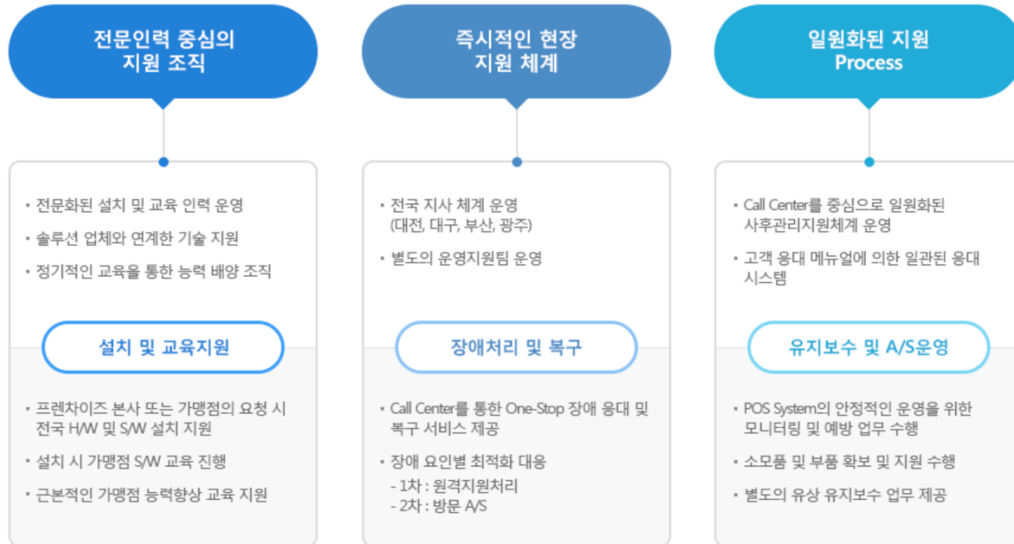 전문인력 중심의
지원 조직
· 전문화된 설치 및 교육 인력 운영
· 솔루션 업체와 연계한 기술 지원
· 정기적인 교육을 통한 능력 배양 조직
설치 및 교육지원
· 프렌차이즈 본사 또는 가맹점의 요청 시
전국 H/W 및 S/W 설치 지원
· 설치 시 가맹점 S/W 교육 진행
· 근본적인 가맹점 능력향상 교육 지원
즉시적인 현장
지원 체계
· 전국 지사 체계 운영
(대전, 대구, 부산, 광주)
· 별도의 운영지원팀 운영
장애처리 및 복구
· Call Center를 통한 One-Stop 장애 응대 및
복구 서비스 제공
· 장애 요인별 최적화 대응
- 1차 : 원격지원처리
- 2차 : 방문 A/S
일원화된 지원
Process
· Call Center를 중심으로 일원화된
사후관리지원체계 운영
· 고객 응대 메뉴얼에 의한 일관된 응대
시스템
유지보수 및 A/S운영
· POS System의 안정적인 운영을 위한
모니터링 및 예방 업무 수행
· 소모품 및 부품 확보 및 지원 수행
· 별도의 유상 유지보수 업무 제공